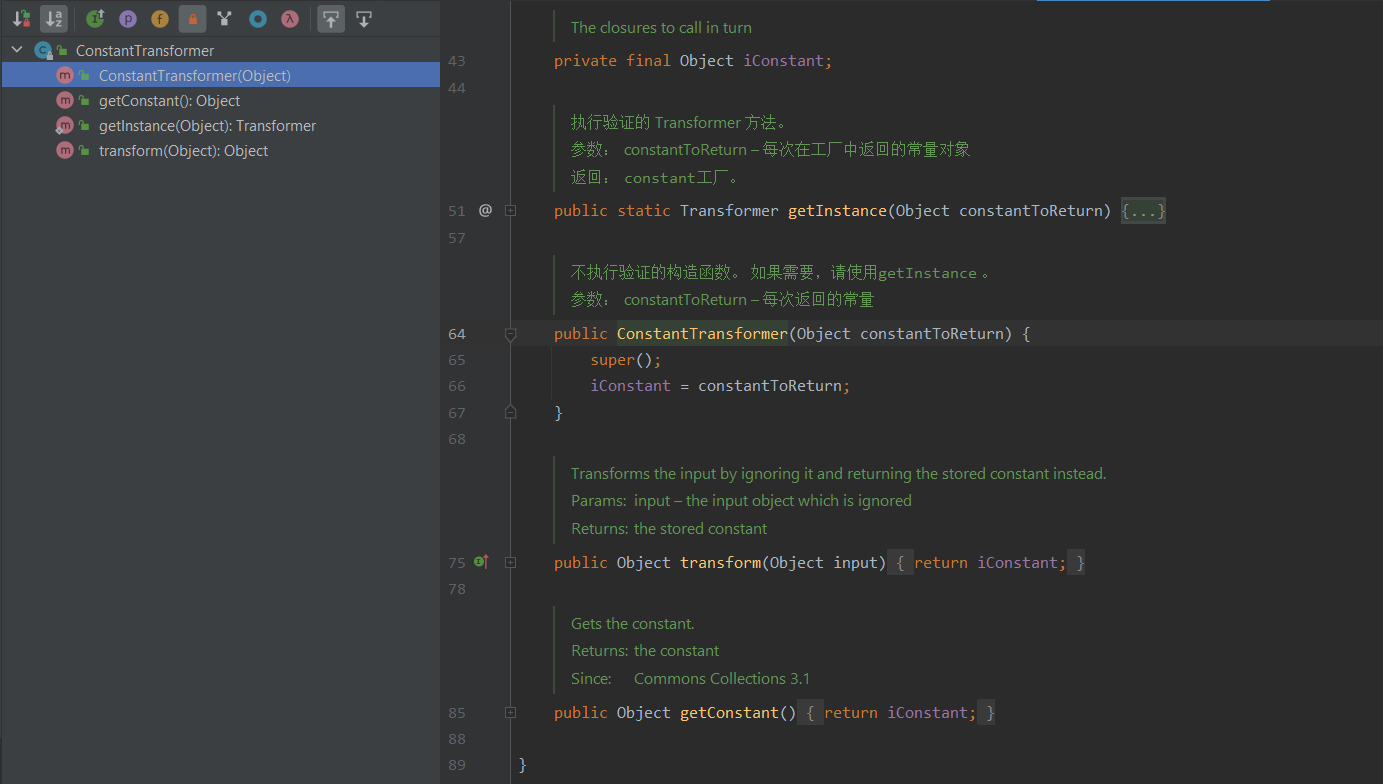 ConstantTransformer
ConstantTransformer(Object)
getConstant(): Object
getInstance(Object): Transformer
transform(Object): Object
The closures to call in turn
43 private final Object iConstant;
44
执行验证的 Transformer 方法。
参数： constantToReturn – 每次在工厂中返回的常量对象
返回： constant工厂。
51 @ public static Transformer getInstance(Object constantToReturn) {...}
57
不执行验证的构造函数。 如果需要，请使用getInstance 。
参数： constantToReturn – 每次返回的常量
64 public ConstantTransformer(Object constantToReturn) {
65 super();
66 iConstant = constantToReturn;
67 }
68
Transforms the input by ignoring it and returning the stored constant instead.
Params: input – the input object which is ignored
Returns: the stored constant
75 public Object transform(Object input) { return iConstant; }
78
Gets the constant.
Returns: the constant
Since: Commons Collections 3.1
85 public Object getConstant() { return iConstant; }
88
89 }